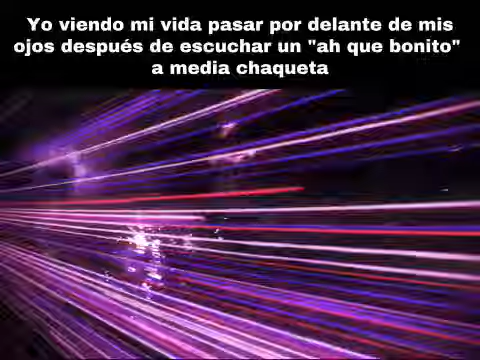 Yo viendo mi vida pasar por delante de mis
ojos después de escuchar un "ah que bonito"
a media chaqueta